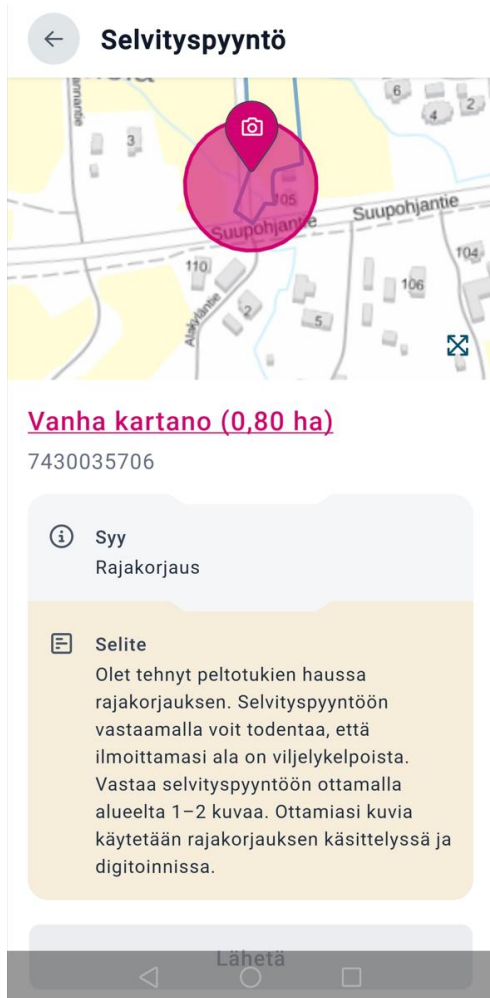 Selvityspyyntö
6
2
4
3
105
Suupohjantie
Suupohjantie
104
110
106
Alakyläntie
2
5
Vanha kartano (0,80 ha)
7430035706
Syy
Rajakorjaus
Selite
Olet tehnyt peltotukien haussa
rajakorjauksen. Selvityspyyntöön
vastaamalla voit todentaa, että
ilmoittamasi ala on viljelykelpoista.
Vastaa selvityspyyntöön ottamalla
alueelta 1–2 kuvaa. Ottamiasi kuvia
käytetään rajakorjauksen käsittelyssä ja
digitoinnissa.
Lähetä